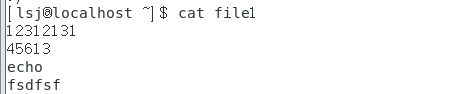 [lsj@localhost ~]$ cat file1
12312131
45613
echo
fsdfsf